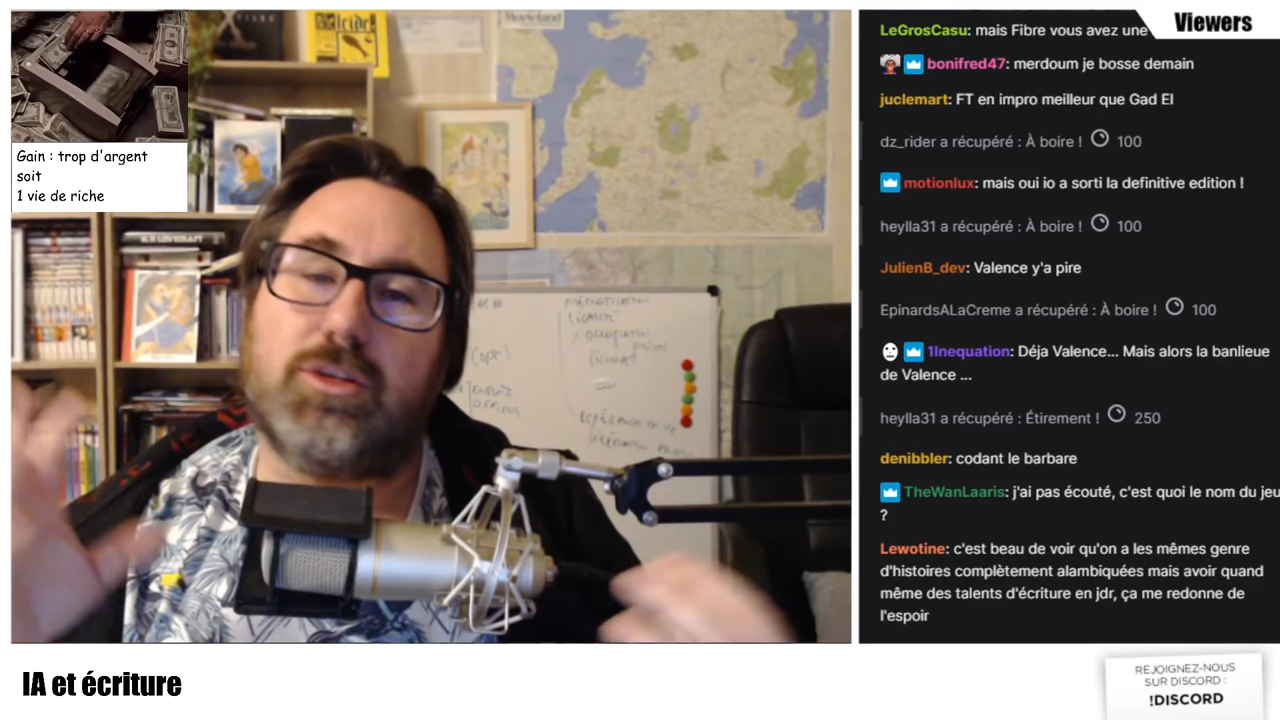 Movieland
Alcide
H.P. LOVECRAFT
Gain : trop d'argent
soit
1 vie de riche
Viewers
LeGrosCasu: mais Fibre vous avez une
bonifred47: merdoum je bosse demain
juclemart: FT en impro meilleur que Gad El
dz_rider a récupéré : À boire ! 100
motionlux: mais oui io a sorti la definitive edition !
heylla31 a récupéré : À boire ! 100
JulienB_dev: Valence y'a pire
EpinardsALaCreme a récupéré : À boire ! 100
1Inequation: Déja Valence... Mais alors la banlieue
de Valence ...
heylla31 a récupéré : Étirement ! 250
denibbler: codant le barbare
TheWanLaaris: j'ai pas écouté, c'est quoi le nom du jeu
?
Lewotine: c'est beau de voir qu'on a les mêmes genre
d'histoires complètement alambiquées mais avoir quand
même des talents d'écriture en jdr, ça me redonne de
l'espoir
IA et écriture
REJOIGNEZ-NOUS
SUR DISCORD :
!DISCORD